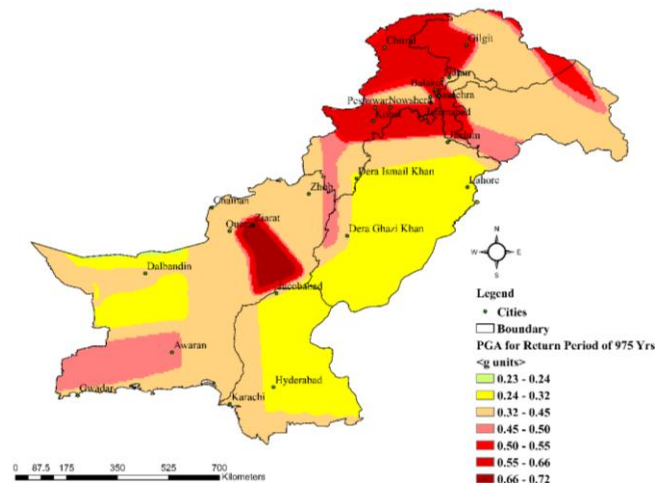 Chitral
Gilgit
Peshawar
Nowshera
Kohat
Islamabad
Jhelum
Dera Ismail Khan
Lahore
Zhob
Chaman
Ziarat
Dera Ghazi Khan
Dalbandin
Jacobabad
Awaran
Hyderabad
Gwadar
Karachi
N
W
E
S
Legend
Cities
Boundary
PGA for Return Period of 975 Yrs
<g units>
0.23 - 0.24
0.24 - 0.32
0.32 - 0.45
0.45 - 0.50
0.50 - 0.55
0.55 - 0.66
0.66 - 0.72
0 87.5 175 350 525 700
Kilometers